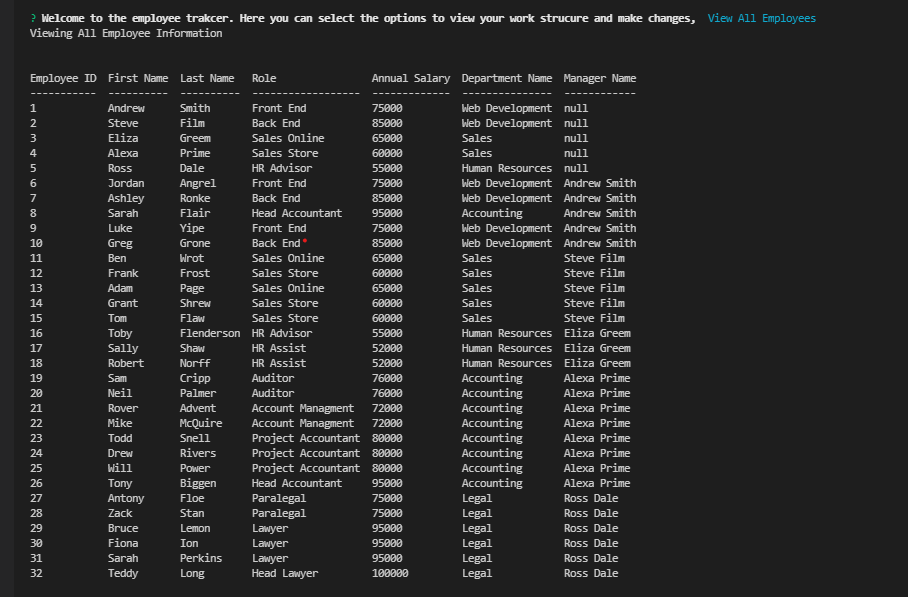 ? Welcome to the employee trakcer. Here you can select the options to view your work strucure and make changes,  View All Employees
Viewing All Employee Information
Employee ID  First Name  Last Name   Role                Annual Salary  Department Name  Manager Name
-----------  ----------  ----------  ------------------  -------------  ---------------  ------------
1            Andrew      Smith       Front End           75000          Web Development  null
2            Steve       Film        Back End            85000          Web Development  null
3            Eliza       Greem       Sales Online        65000          Sales            null
4            Alexa       Prime       Sales Store         60000          Sales            null
5            Ross        Dale        HR Advisor          55000          Human Resources  null
6            Jordan      Angrel      Front End           75000          Web Development  Andrew Smith
7            Ashley      Ronke       Back End            85000          Web Development  Andrew Smith
8            Sarah       Flair       Head Accountant     95000          Accounting       Andrew Smith
9            Luke        Yipe        Front End           75000          Web Development  Andrew Smith
10           Greg        Grone       Back End            85000          Web Development  Andrew Smith
11           Ben         Wrot        Sales Online        65000          Sales            Steve Film
12           Frank       Frost       Sales Store         60000          Sales            Steve Film
13           Adam        Page        Sales Online        65000          Sales            Steve Film
14           Grant       Shrew       Sales Store         60000          Sales            Steve Film
15           Tom         Flaw        Sales Store         60000          Sales            Steve Film
16           Toby        Flenderson  HR Advisor          55000          Human Resources  Eliza Greem
17           Sally       Shaw        HR Assist           52000          Human Resources  Eliza Greem
18           Robert      Norff       HR Assist           52000          Human Resources  Eliza Greem
19           Sam         Cripp       Auditor             76000          Accounting       Alexa Prime
20           Neil        Palmer      Auditor             76000          Accounting       Alexa Prime
21           Rover       Advent      Account Managment   72000          Accounting       Alexa Prime
22           Mike        McQuire     Account Managment   72000          Accounting       Alexa Prime
23           Todd        Snell       Project Accountant  80000          Accounting       Alexa Prime
24           Drew        Rivers      Project Accountant  80000          Accounting       Alexa Prime
25           Will        Power       Project Accountant  80000          Accounting       Alexa Prime
26           Tony        Biggen      Head Accountant     95000          Accounting       Alexa Prime
27           Antony      Floe        Paralegal           75000          Legal            Ross Dale
28           Zack        Stan        Paralegal           75000          Legal            Ross Dale
29           Bruce       Lemon       Lawyer              95000          Legal            Ross Dale
30           Fiona       Ion         Lawyer              95000          Legal            Ross Dale
31           Sarah       Perkins     Lawyer              95000          Legal            Ross Dale
32           Teddy       Long        Head Lawyer         100000         Legal            Ross Dale